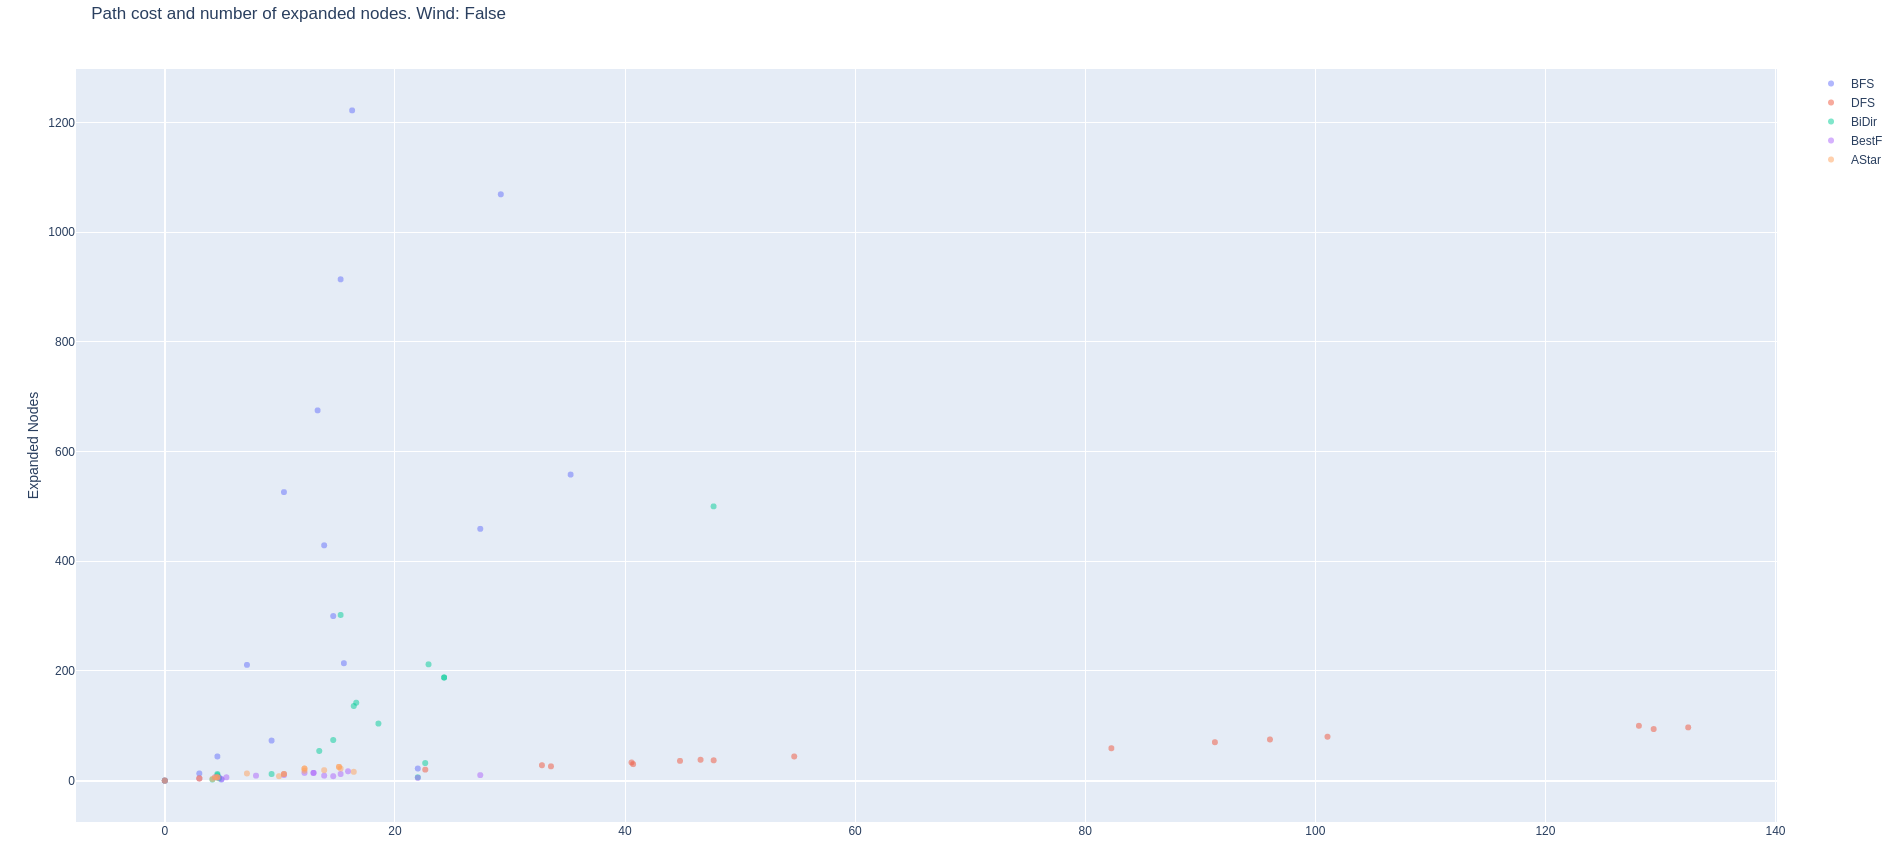 Path cost and number of expanded nodes. Wind: False
BFS
DFS
BiDir
BestF
AStar
Expanded Nodes
1200
1000
800
600
400
200
0
0 20 40 60 80 100 120 140